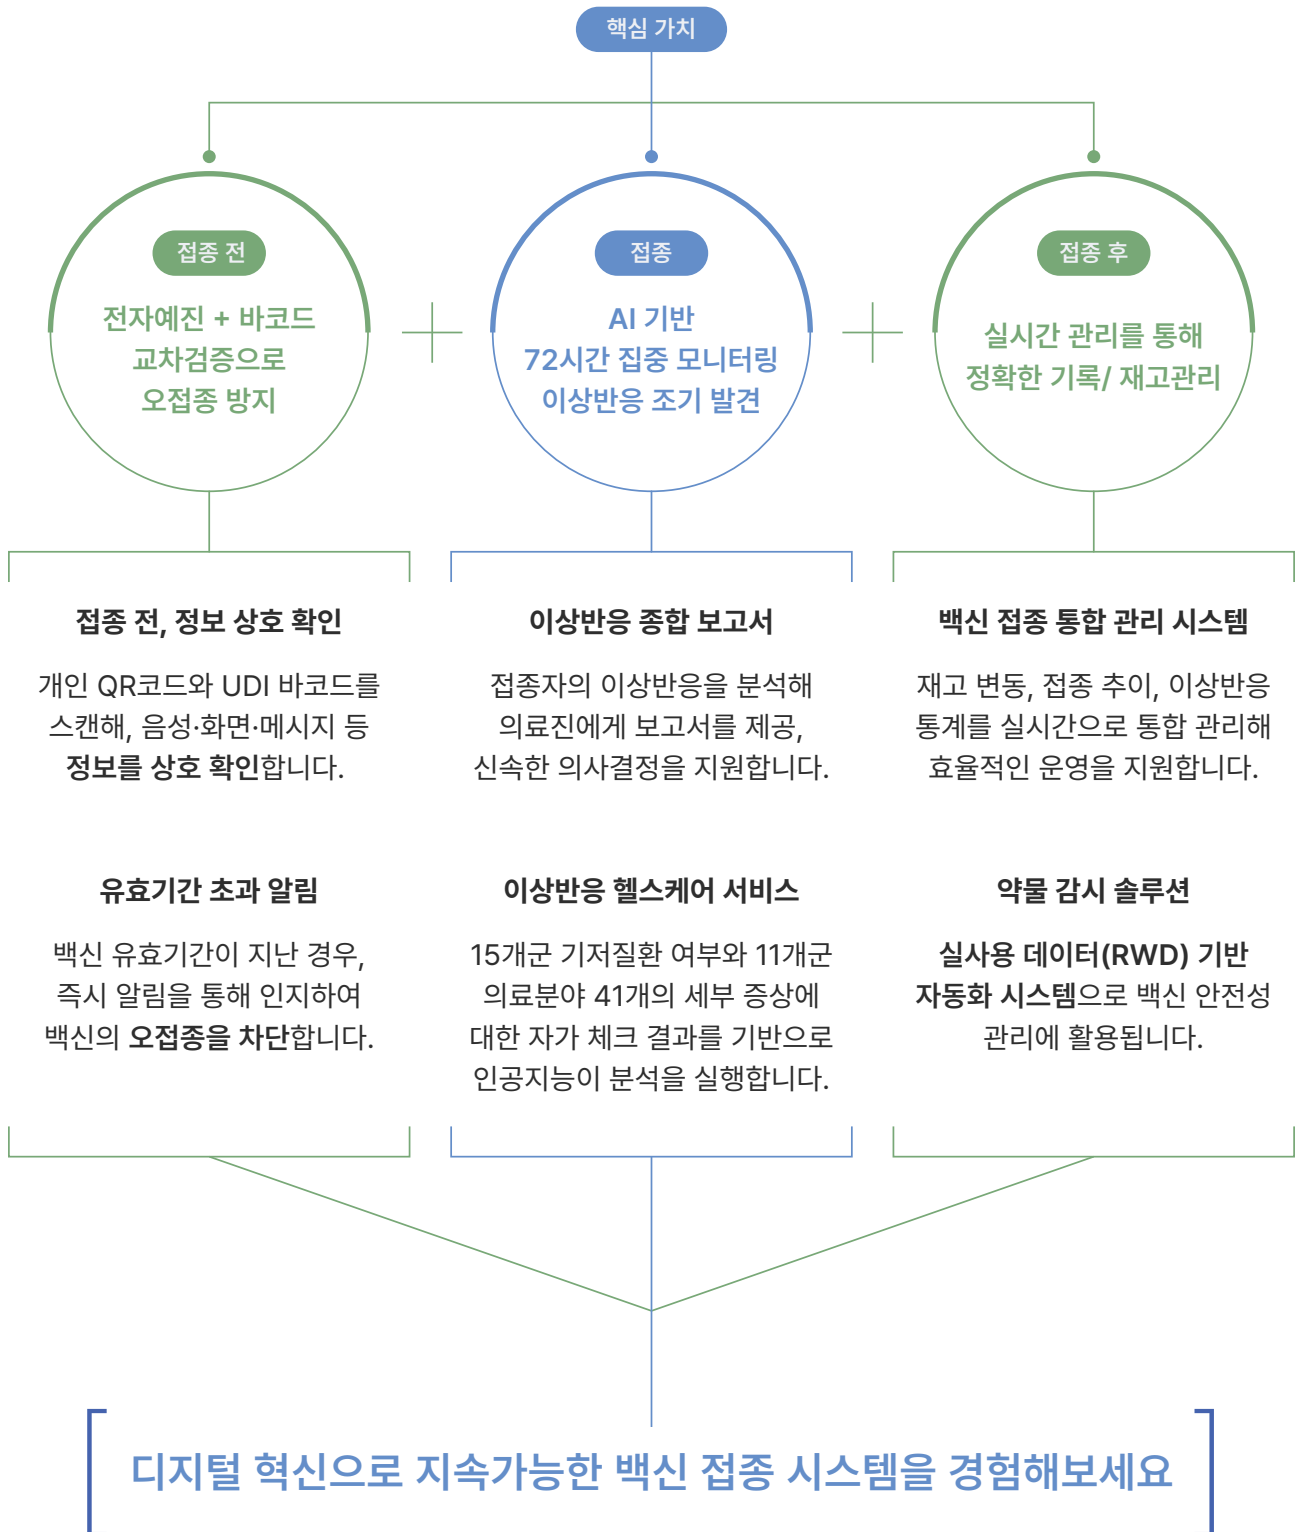 핵심 가치
접종 전
전자예진 + 바코드
교차검증으로
오접종 방지
접종
AI 기반
72시간 집중 모니터링
이상반응 조기 발견
접종 후
실시간 관리를 통해
정확한 기록/ 재고관리
접종 전, 정보 상호 확인
개인 QR코드와 UDI 바코드를
스캔해, 음성·화면·메시지 등
정보를 상호 확인합니다.
유효기간 초과 알림
백신 유효기간이 지난 경우,
즉시 알림을 통해 인지하여
백신의 오접종을 차단합니다.
이상반응 종합 보고서
접종자의 이상반응을 분석해
의료진에게 보고서를 제공,
신속한 의사결정을 지원합니다.
이상반응 헬스케어 서비스
15개군 기저질환 여부와 11개군
의료분야 41개의 세부 증상에
대한 자가 체크 결과를 기반으로
인공지능이 분석을 실행합니다.
백신 접종 통합 관리 시스템
재고 변동, 접종 추이, 이상반응
통계를 실시간으로 통합 관리해
효율적인 운영을 지원합니다.
약물 감시 솔루션
실사용 데이터(RWD) 기반
자동화 시스템으로 백신 안전성
관리에 활용됩니다.
디지털 혁신으로 지속가능한 백신 접종 시스템을 경험해보세요